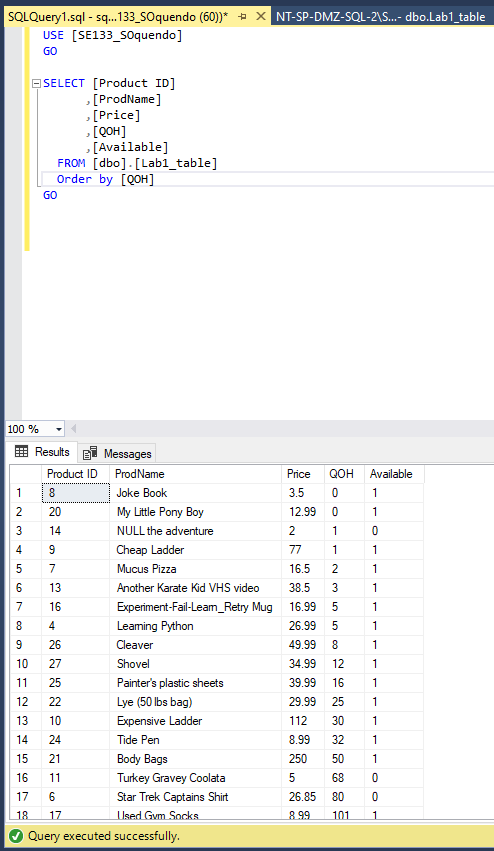 SQLQuery1.sql - sq...133_SOquendo (60))* NT-SP-DMZ-SQL-2\S...- dbo.Lab1_table
USE [SE133_SOquendo]
GO
SELECT [Product ID]
,[ProdName]
,[Price]
,[QOH]
,[Available]
FROM [dbo].[Lab1_table]
Order by [QOH]
GO
100 %
Results Messages
Product ID ProdName Price QOH Available
1 8 Joke Book 3.5 0 1
2 20 My Little Pony Boy 12.99 0 1
3 14 NULL the adventure 2 1 0
4 9 Cheap Ladder 77 1 1
5 7 Mucus Pizza 16.5 2 1
6 13 Another Karate Kid VHS video 38.5 3 1
7 16 Experiment-Fail-Learn_Retry Mug 16.99 5 1
8 4 Learning Python 26.99 5 1
9 26 Cleaver 49.99 8 1
10 27 Shovel 34.99 12 1
11 25 Painter's plastic sheets 39.99 16 1
12 22 Lye (50 lbs bag) 29.99 25 1
13 10 Expensive Ladder 112 30 1
14 24 Tide Pen 8.99 32 1
15 21 Body Bags 250 50 1
16 11 Turkey Gravey Coolata 5 68 0
17 6 Star Trek Captains Shirt 26.85 80 0
18 17 Used Gym Socks 8.99 101 1
Query executed successfully.